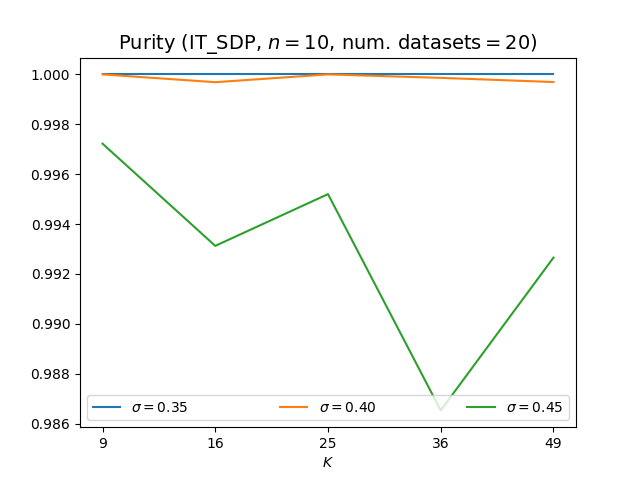 Purity (IT_SDP, n = 10, num. datasets = 20)
1.000
0.998
0.996
0.994
0.992
0.990
0.988
0.986
σ = 0.35 σ = 0.40 σ = 0.45
9 16 25 36 49
K